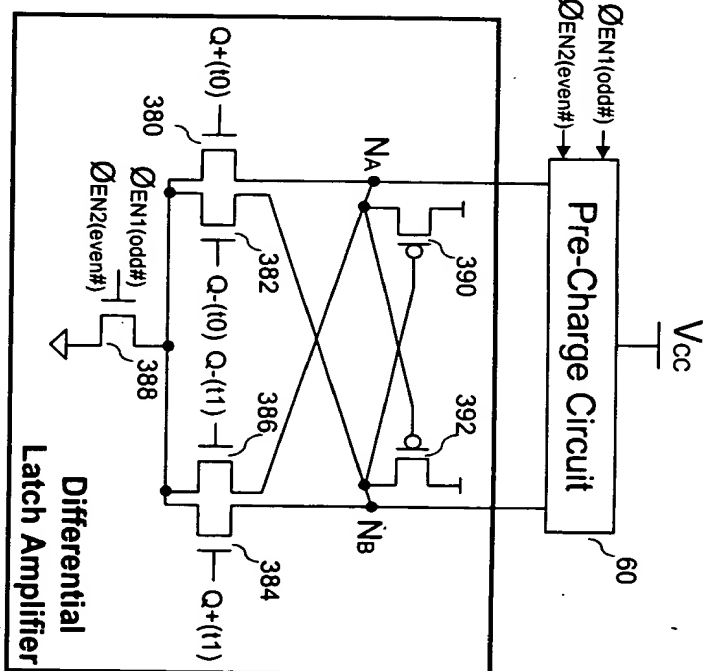 VCC
ØEN1(odd#)
ØEN2(even#)
Pre-Charge Circuit
60
NA
390
392
NB
Q+(t0)
380
382
Q-(t0)
Q-(t1)
386
384
Q+(t1)
ØEN1(odd#)
ØEN2(even#)
388
Differential
Latch Amplifier